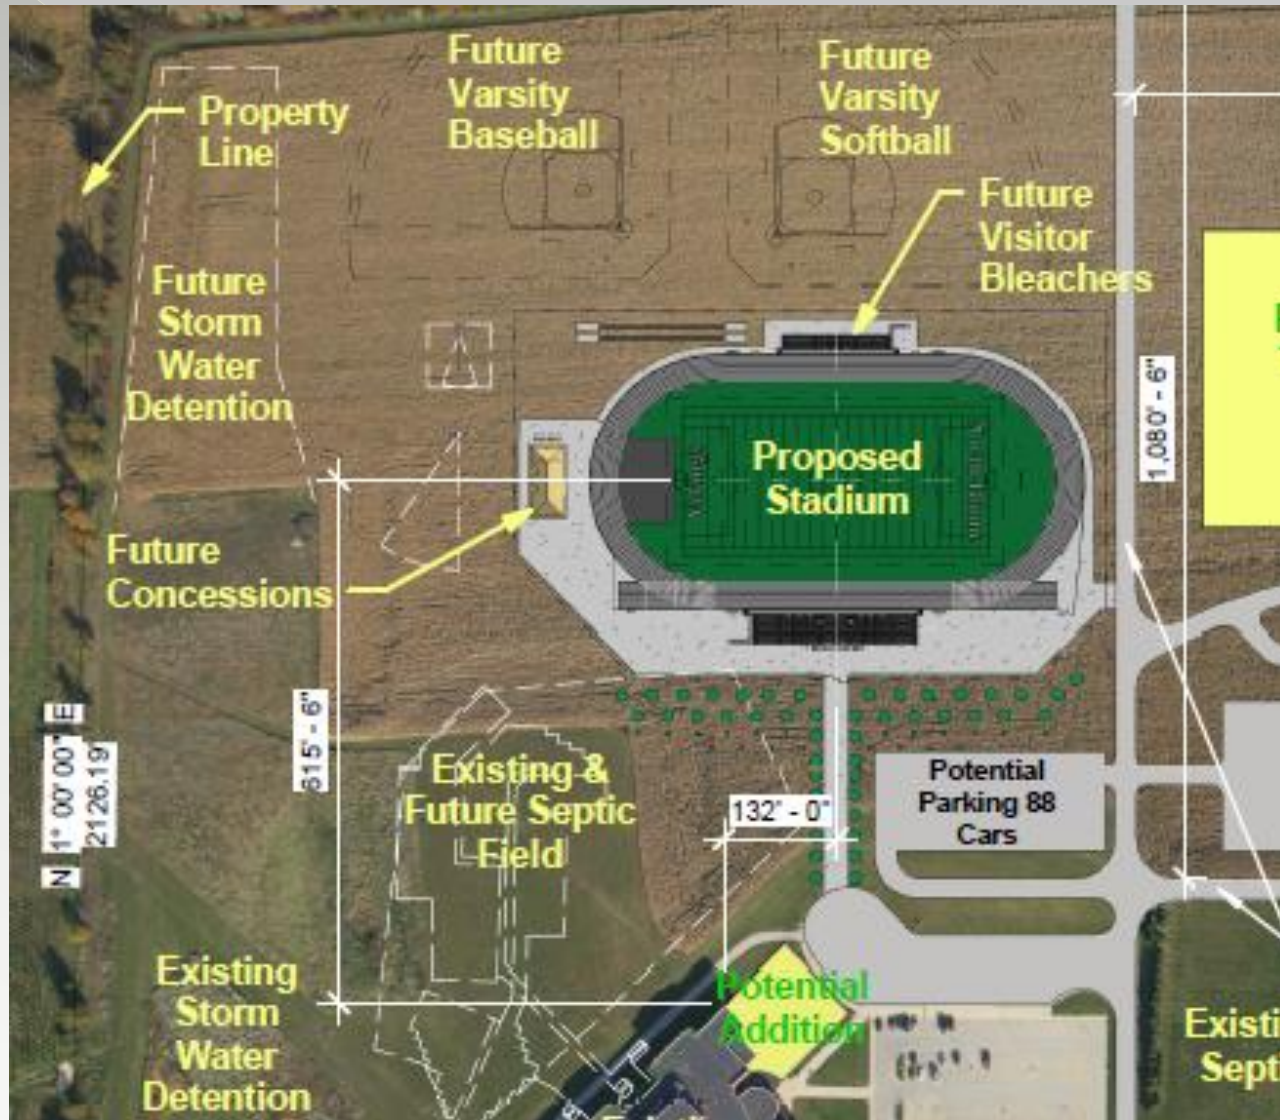 Future
Varsity
Baseball
Future
Varsity
Softball
Property
Line
Future
Visitor
Bleachers
Future
Storm
Water
Detention
1,080' - 6"
Proposed
Stadium
Future
Concessions
615' - 6"
N 1° 00' 00" E
2126.19'
Existing &
Future Septic
Field
132' - 0"
Potential
Parking 88
Cars
Existing
Storm
Water
Detention
Potential
Addition
Existi
Sept